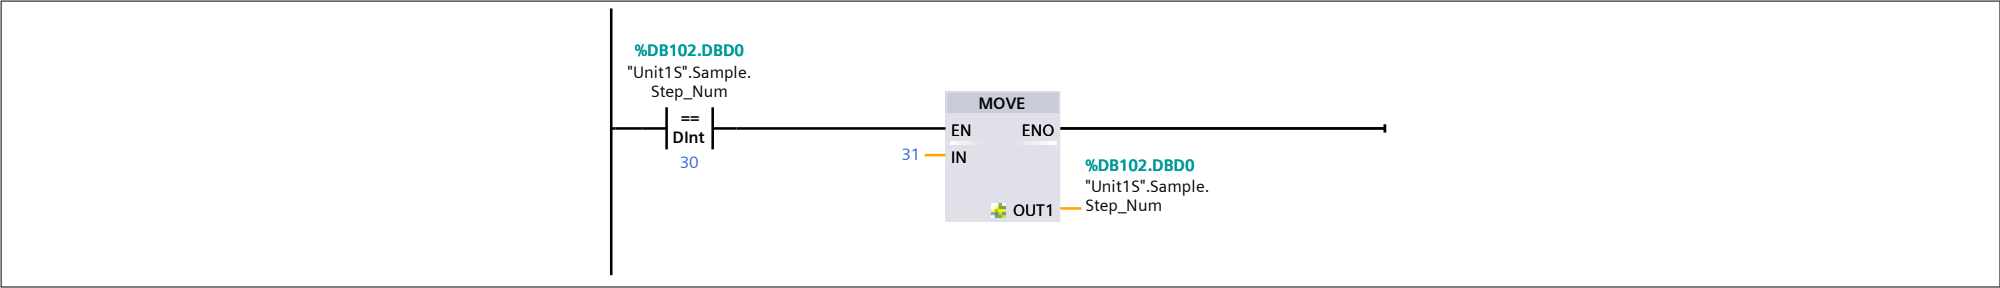 %DB102.DBD0
"Unit1S".Sample.
Step_Num
==
DInt
30
MOVE
EN ENO
31 IN
%DB102.DBD0
"Unit1S".Sample.
Step_Num
OUT1